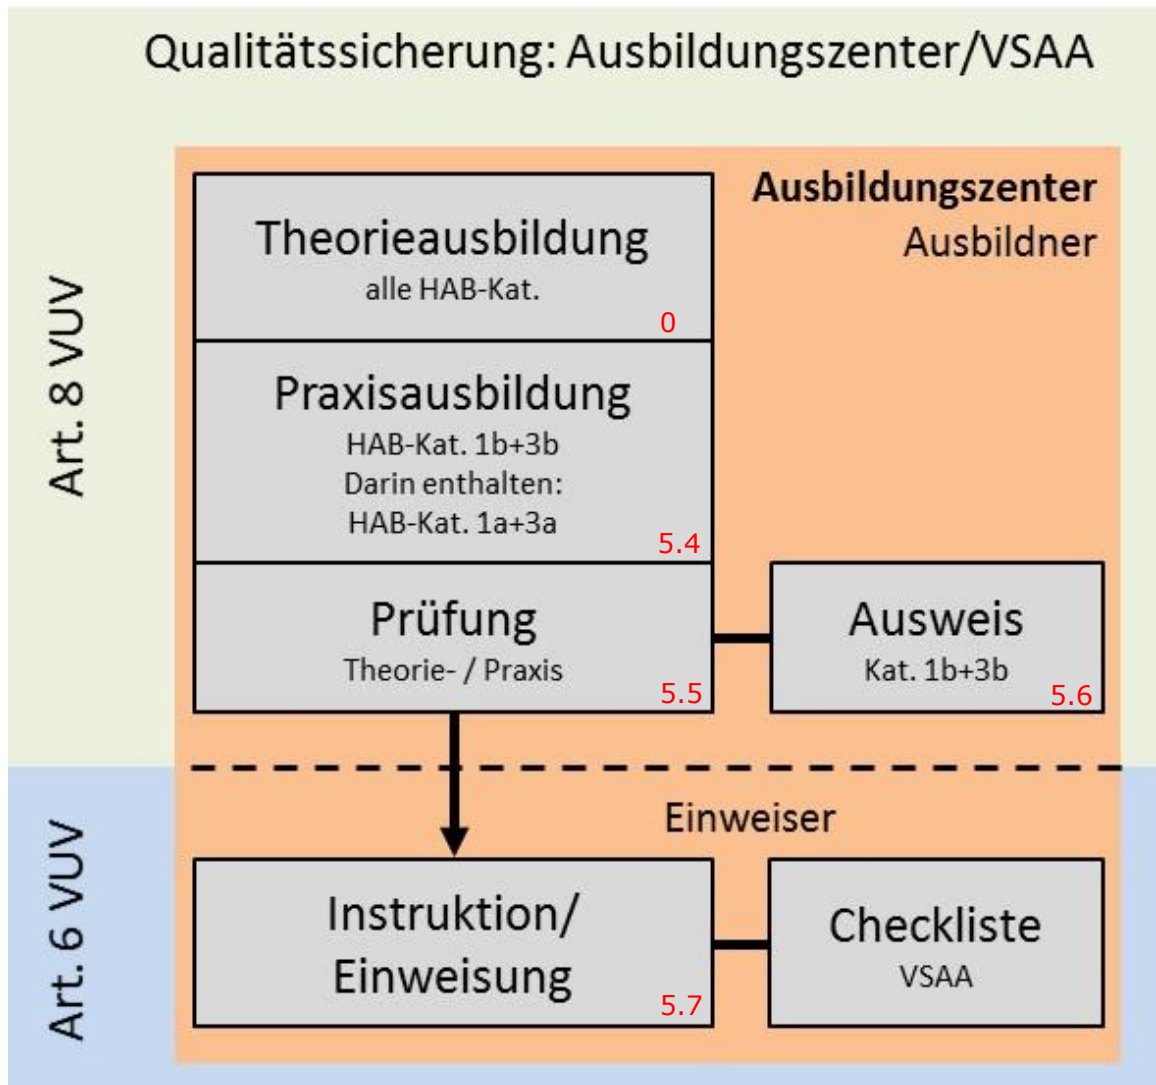 Qualitätssicherung: Ausbildungszenter/VSAA
Ausbildungszenter
Ausbildner
Art. 8 VUV
Theorieausbildung
alle HAB-Kat.
0
Praxisausbildung
HAB-Kat. 1b+3b
Darin enthalten:
HAB-Kat. 1a+3a
5.4
Prüfung
Theorie- / Praxis
5.5
Ausweis
Kat. 1b+3b
5.6
Art. 6 VUV
Einweiser
Instruktion/
Einweisung
5.7
Checkliste
VSAA